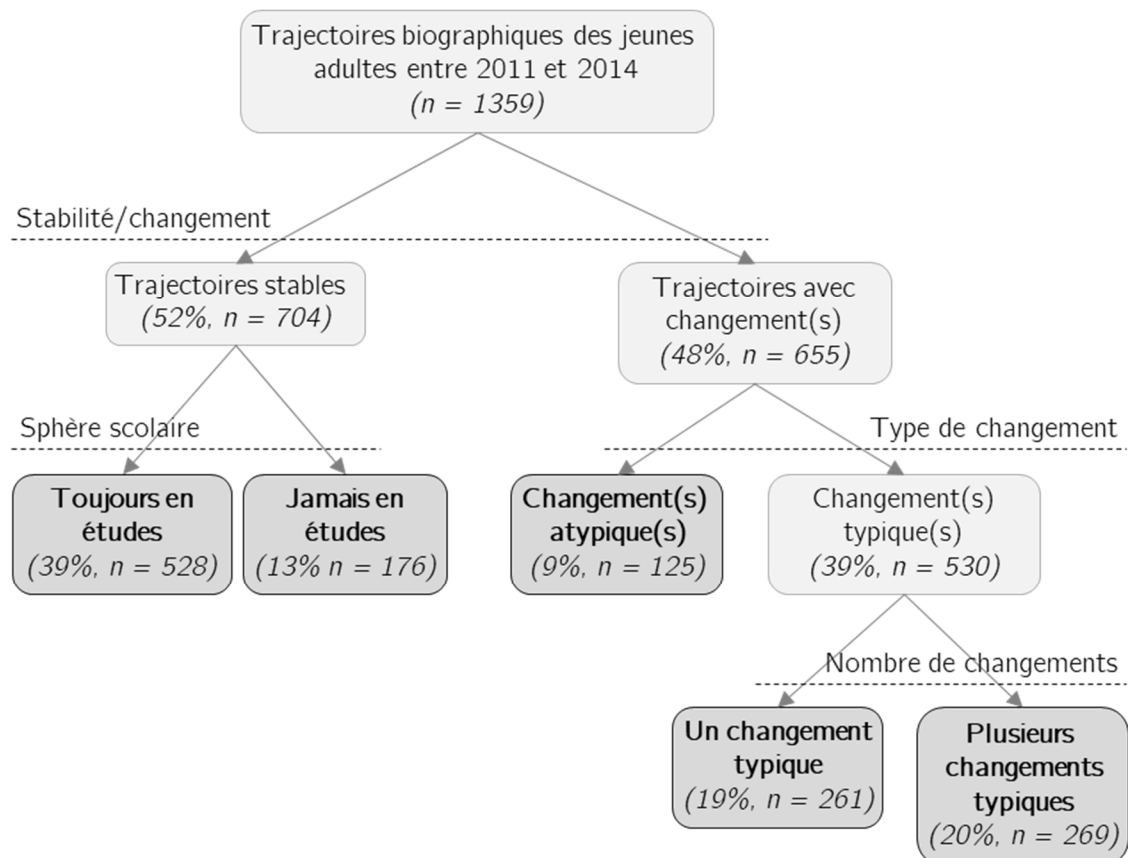 Trajectoires biographiques des jeunes
adultes entre 2011 et 2014
(n = 1359)
Stabilité/changement
Trajectoires stables
(52%, n = 704)
Trajectoires avec
changement(s)
(48%, n = 655)
Sphère scolaire
Type de changement
Toujours en
études
(39%, n = 528)
Jamais en
études
(13% n = 176)
Changement(s)
atypique(s)
(9%, n = 125)
Changement(s)
typique(s)
(39%, n = 530)
Nombre de changements
Un changement
typique
(19%, n = 261)
Plusieurs
changements
typiques
(20%, n = 269)